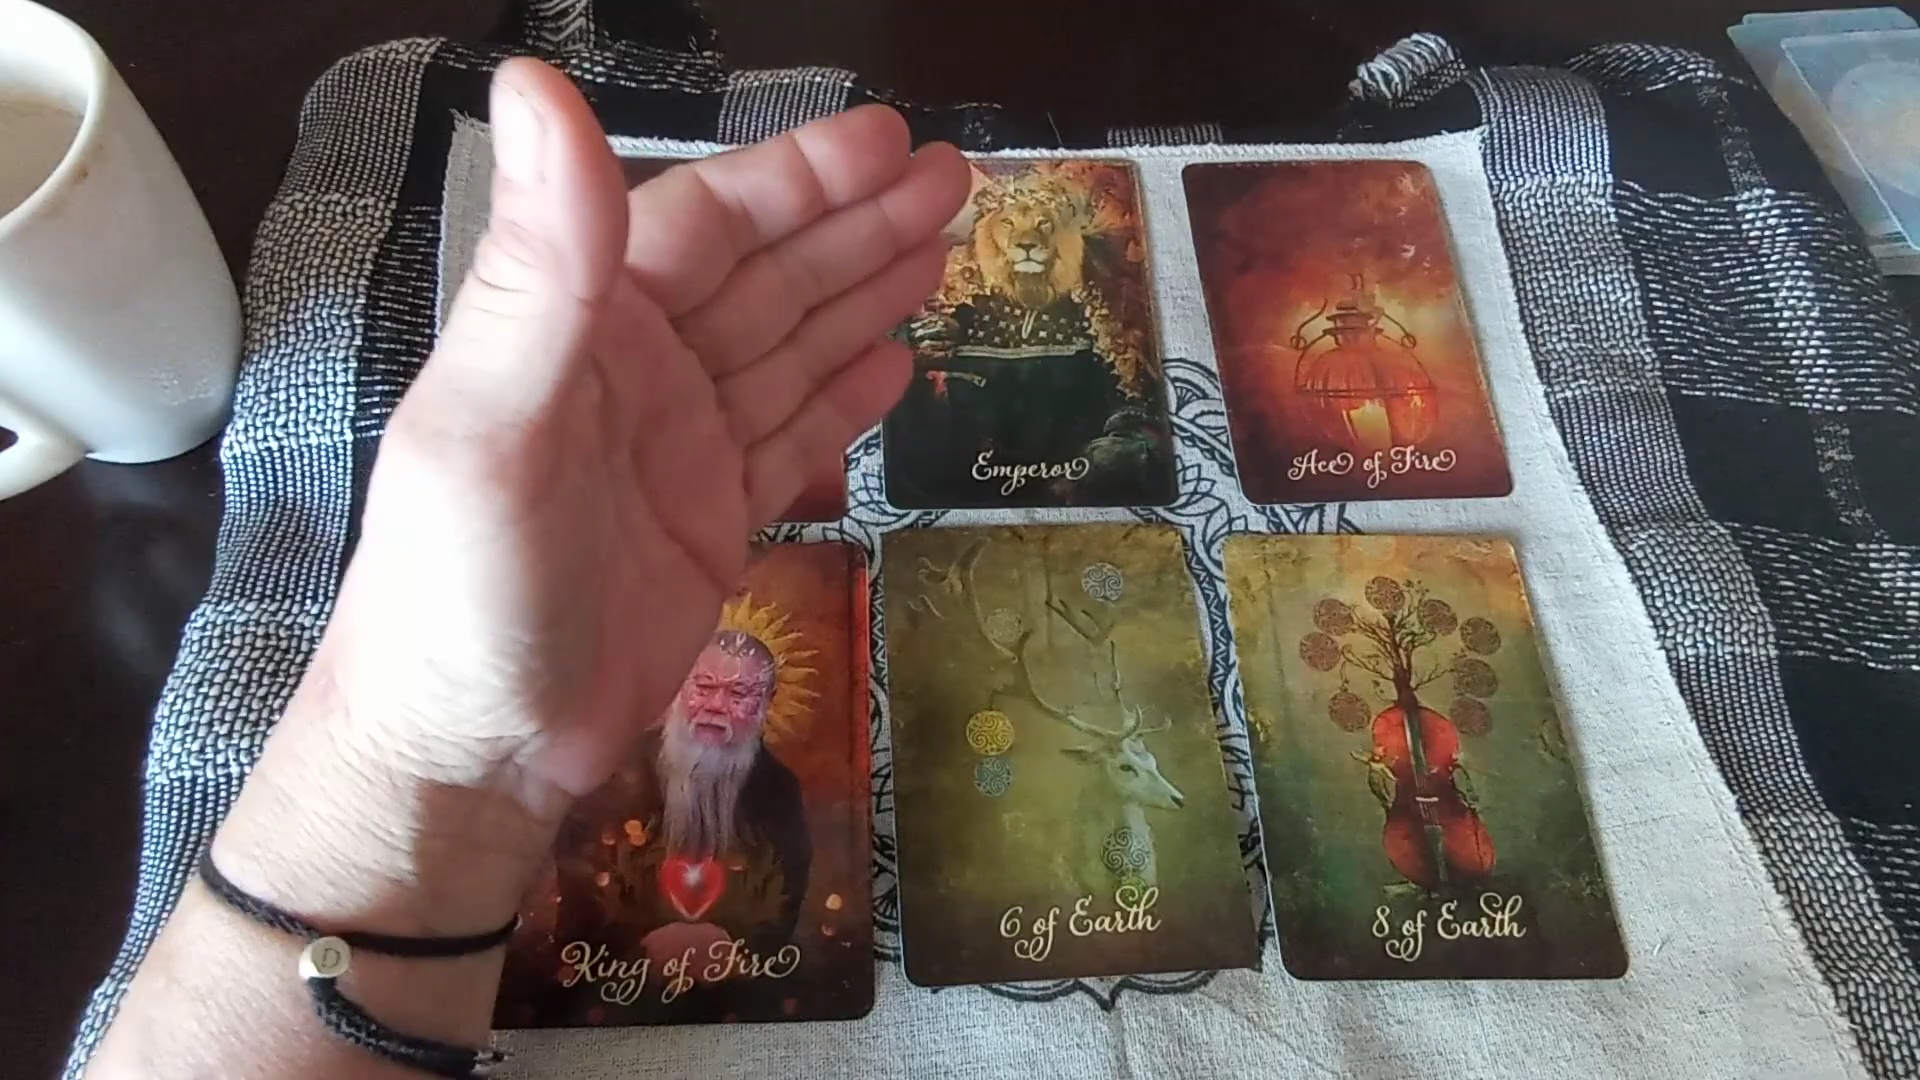 Emperor
Ace of Fire
King of Fire
6 of Earth
8 of Earth
D